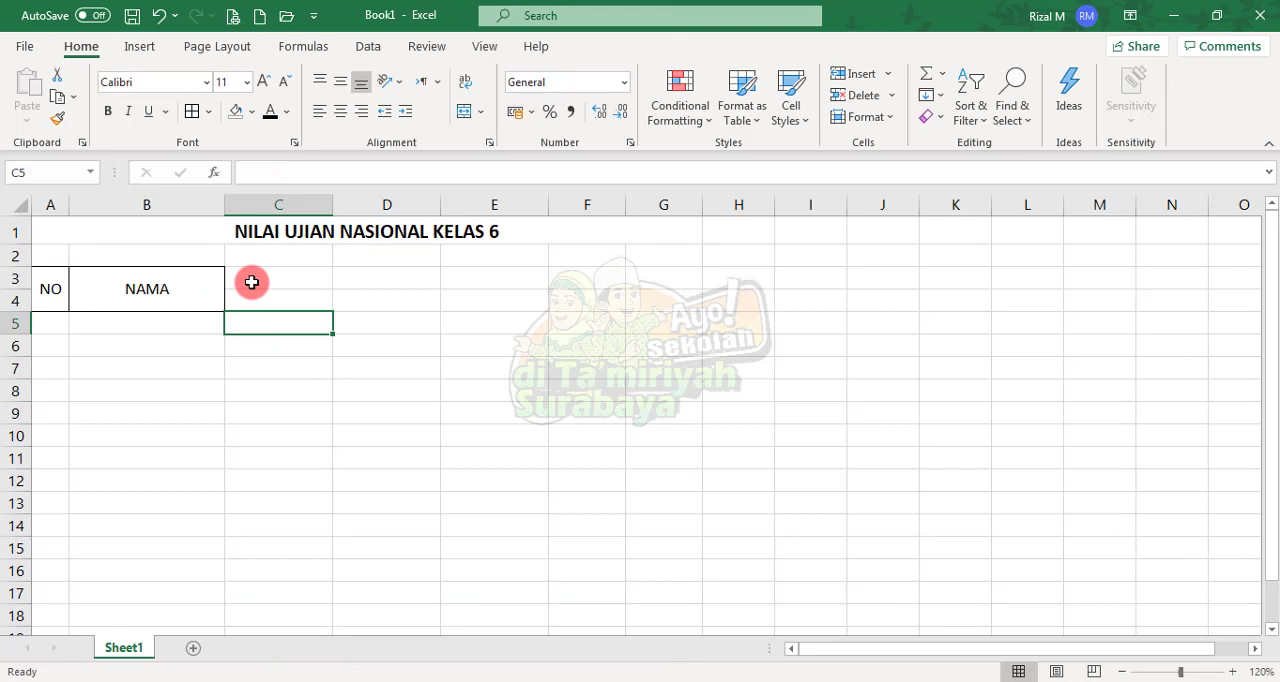 AutoSave Off Book1 - Excel Search Rizal M RM
File Home Insert Page Layout Formulas Data Review View Help Share Comments
Paste Calibri 11 General Conditional Formatting Format as Table Cell Styles Insert Delete Format Sort & Filter Find & Select Ideas Sensitivity
Clipboard Font Alignment Number Styles Cells Editing Ideas Sensitivity
C5 fx
A B C D E F G H I J K L M N O
1 NILAI UJIAN NASIONAL KELAS 6
2
3
NO NAMA
4
5
6
7
8
9
10
11
12
13
14
15
16
17
18
Ayo!
Sekolah
di Ta'miriyah
Surabaya
Sheet1
Ready 120%